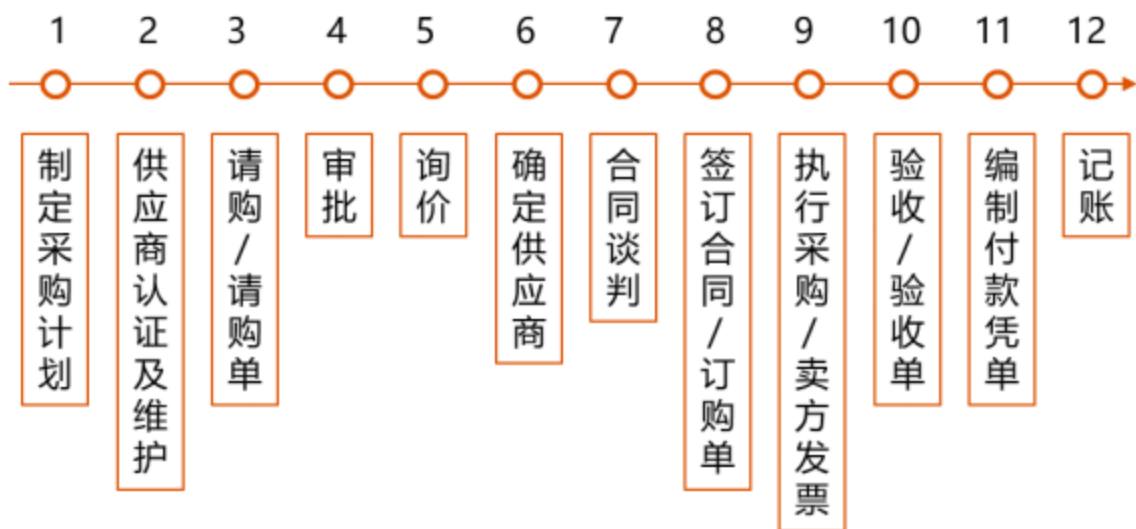 1 2 3 4 5 6 7 8 9 10 11 12
制定采购计划
供应商认证及维护
请购/请购单
审批
询价
确定供应商
合同谈判
签订合同/订购单
执行采购/卖方发票
验收/验收单
编制付款凭单
记账